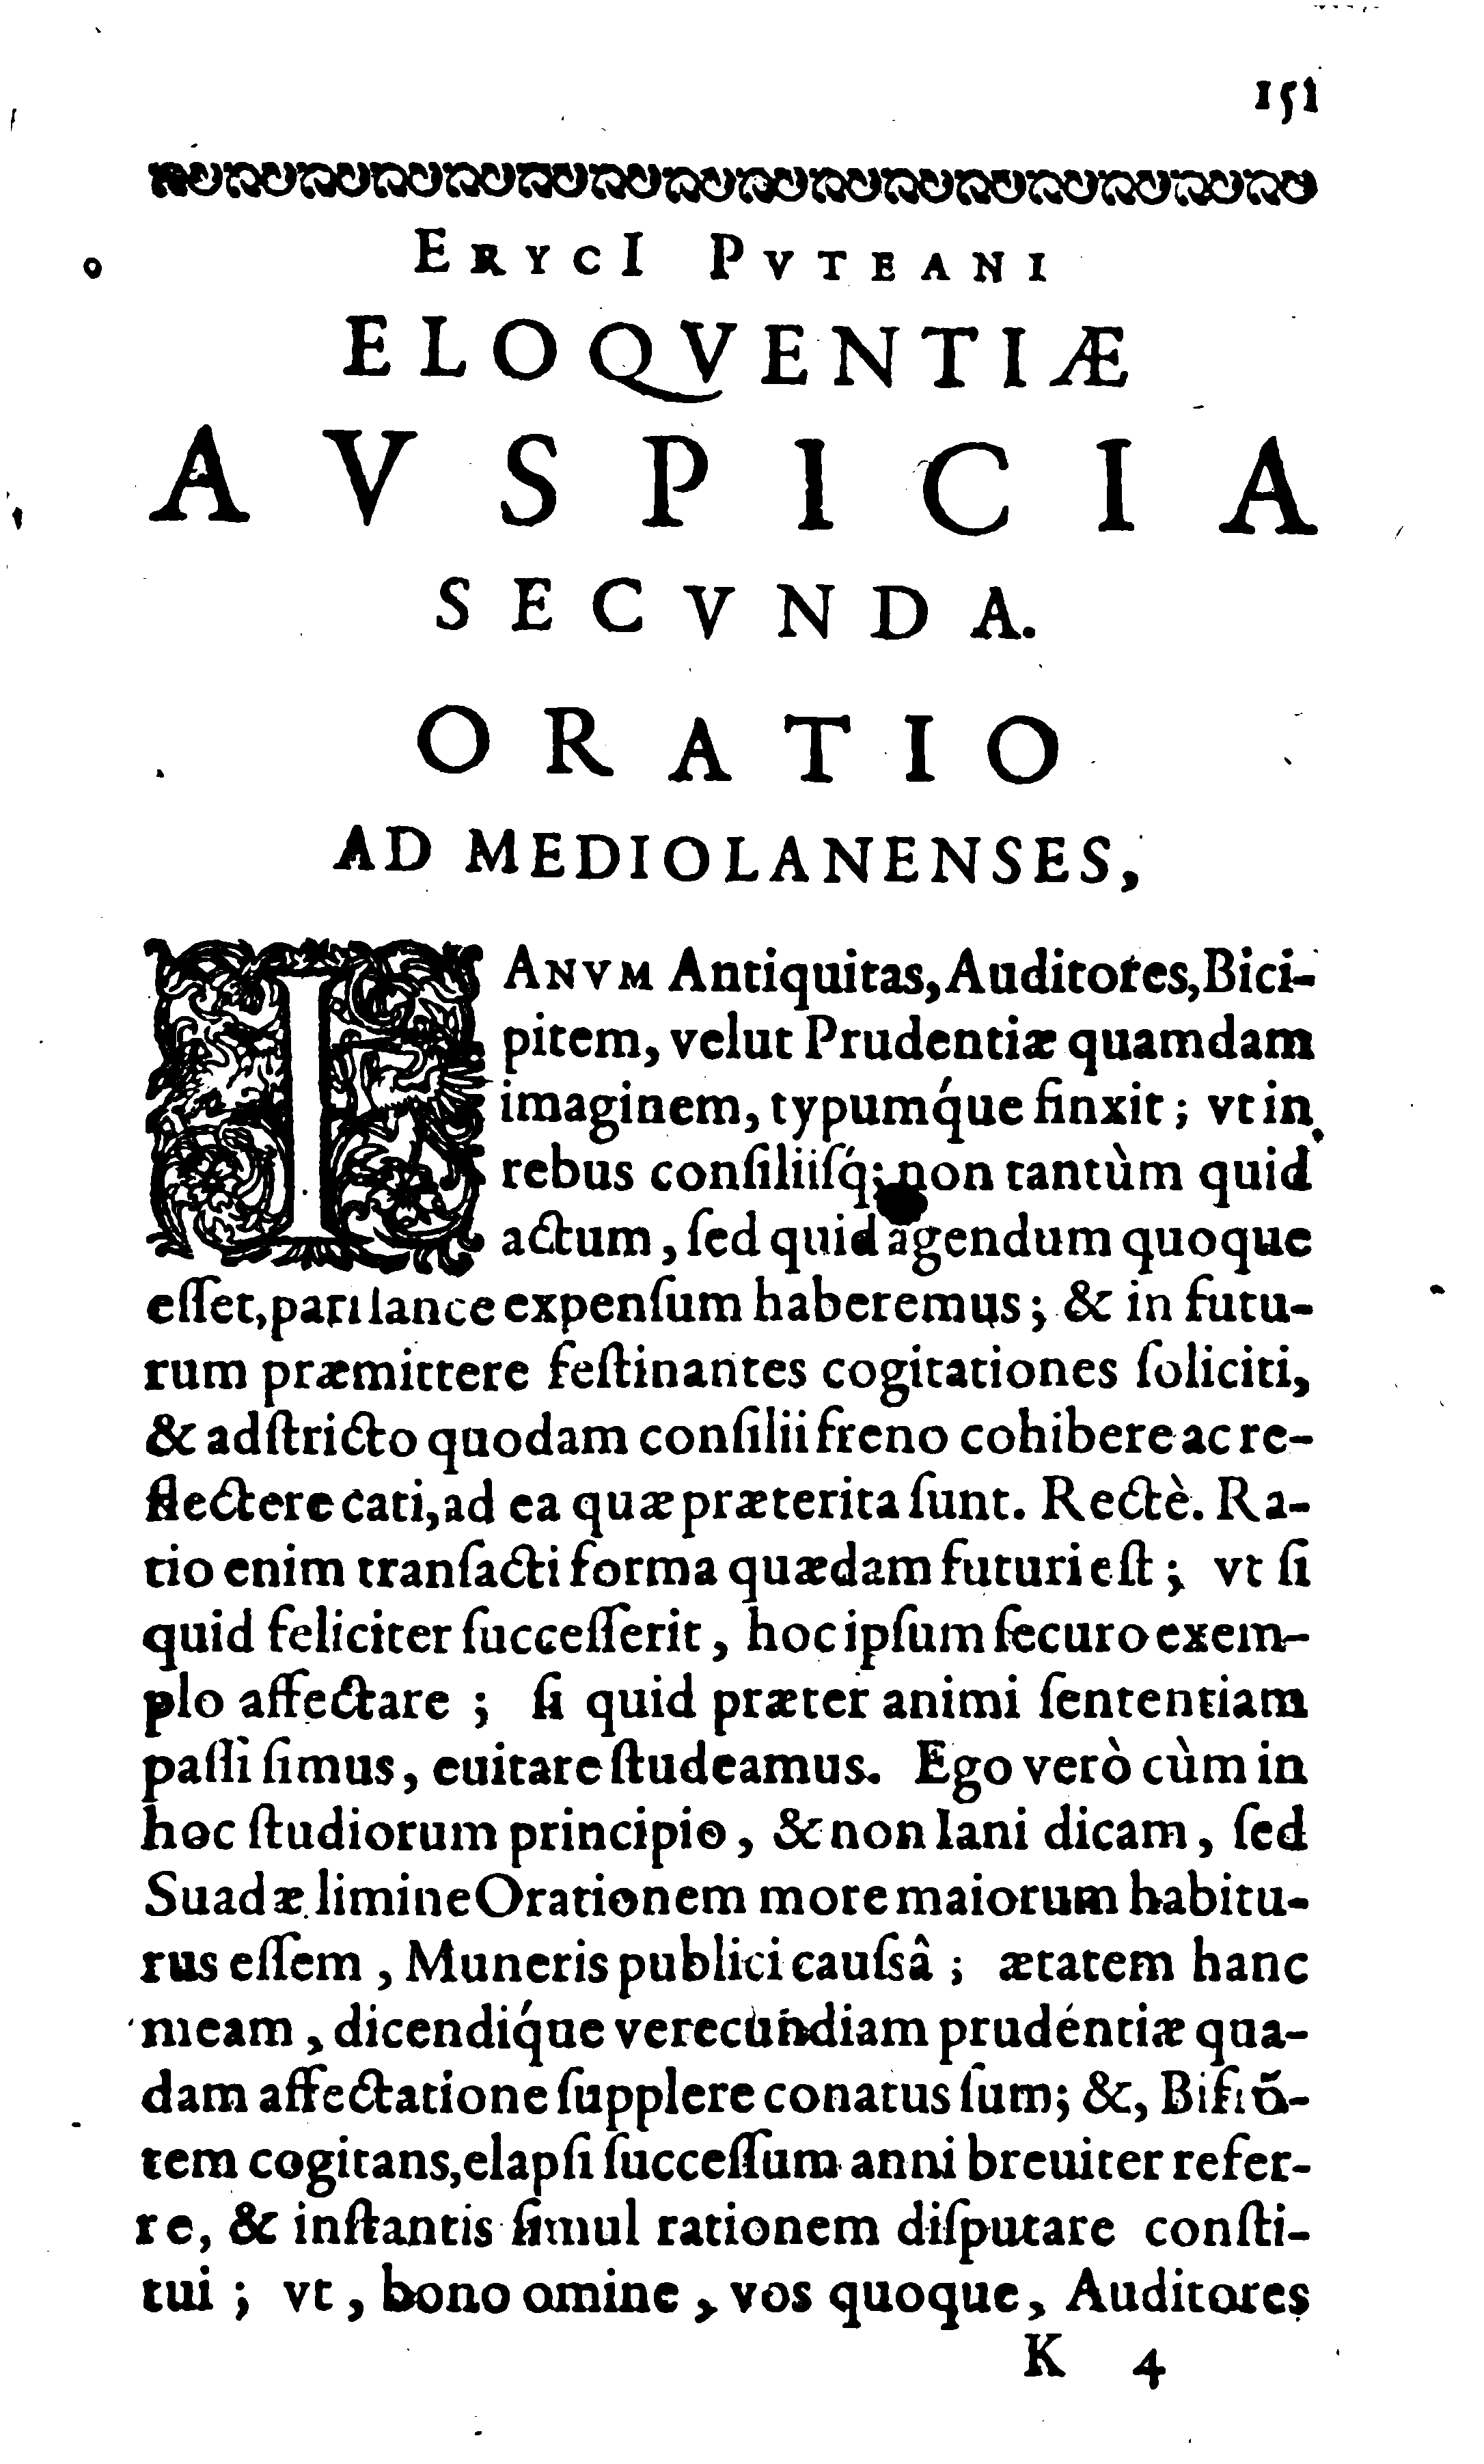 151
ERYCI PVTEANI
ELOQVENTIÆ
AVSPICIA
SECVNDA.
ORATIO
AD MEDIOLANENSES,
IANVM Antiquitas, Auditores, Bici-
pitem, velut Prudentiæ quamdam
imaginem, typumq́ue finxit; vt in
rebus conſiliiſq́; non tantùm quid
actum, ſed quid agendum quoque
eſſet, pari lance expenſum haberemus; & in futu-
rum præmittere feſtinantes cogitationes ſoliciti,
& adſtricto quodam conſilii freno cohibere ac re-
flectere cati, ad ea quæ præterita ſunt. Rectè. Ra-
tio enim tranſacti forma quædam futuri eſt; vt ſi
quid feliciter ſucceſſerit, hoc ipſum ſecuro exem-
plo affectare; ſi quid præter animi ſententiam
paſſi ſimus, euitare ſtudeamus. Ego verò cùm in
hoc ſtudiorum principio, & non Iani dicam, ſed
Suadæ limine Orationem more maiorum habitu-
rus eſſem, Muneris publici cauſsâ; ætatem hanc
meam, dicendiq́ue verecundiam prudentiæ qua-
dam affectatione ſupplere conatus ſum; &, Bifrõ-
tem cogitans, elapſi ſucceſſum anni breuiter refer-
re, & inſtantis ſimul rationem diſputare conſti-
tui; vt, bono omine, vos quoque, Auditores
K 4